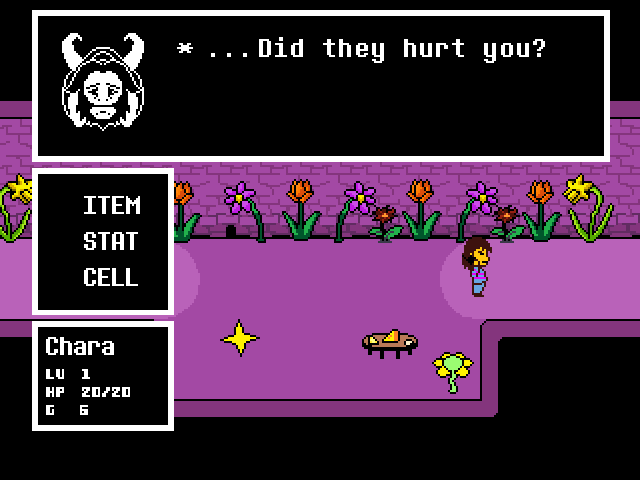 * ...Did they hurt you?
ITEM
STAT
CELL
Chara
LV 1
HP 20/20
G 6